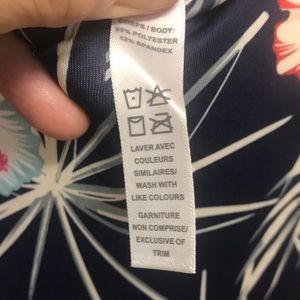 CORPS / BODY:
88% POLYESTER
12% SPANDEX
LAVER AVEC
COULEURS
SIMILAIRES/
WASH WITH
LIKE COLOURS
GARNITURE
NON COMPRISE/
EXCLUSIVE OF
TRIM